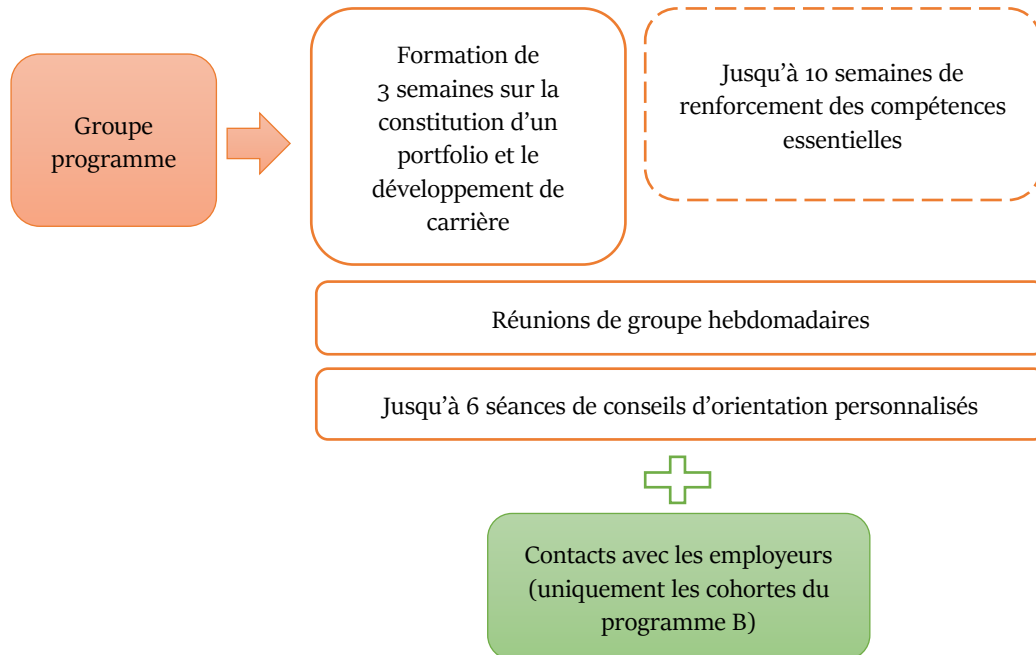 Groupe
programme
Formation de
3 semaines sur la
constitution d’un
portfolio et le
développement de
carrière
Jusqu’à 10 semaines de
renforcement des compétences
essentielles
Réunions de groupe hebdomadaires
Jusqu’à 6 séances de conseils d’orientation personnalisés
Contacts avec les employeurs
(uniquement les cohortes du
programme B)